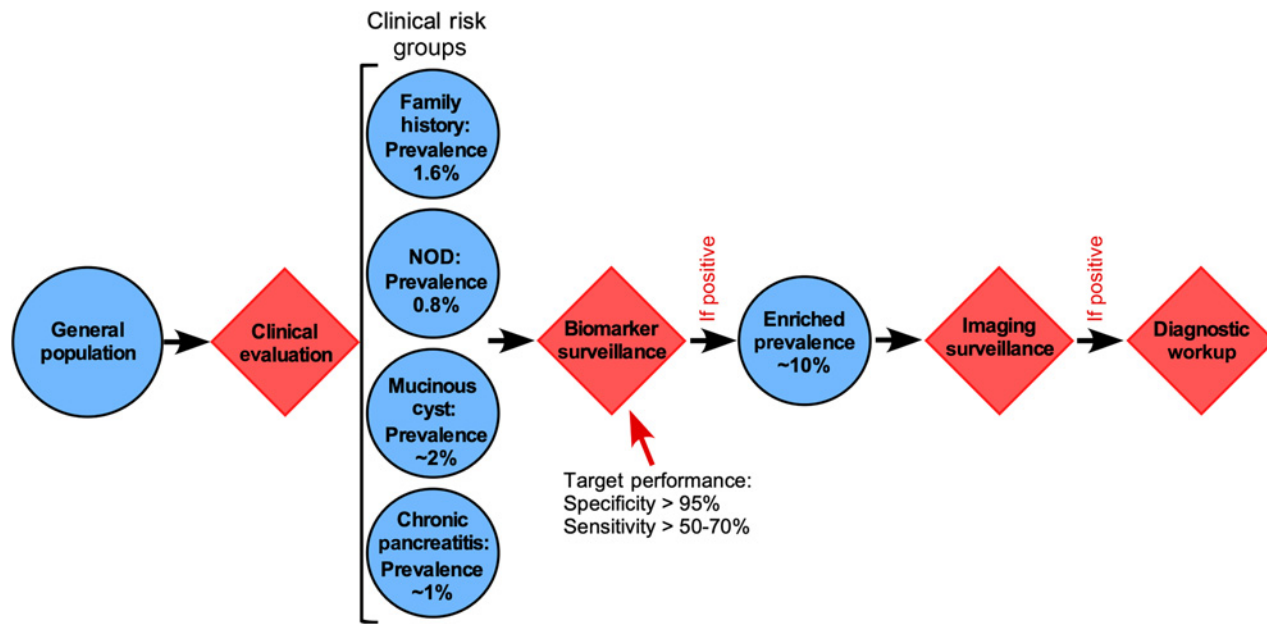 Clinical risk
groups
Family
history:
Prevalence
1.6%
NOD:
Prevalence
0.8%
Mucinous
cyst:
Prevalence
~2%
Chronic
pancreatitis:
Prevalence
~1%
General
population
Clinical
evaluation
Biomarker
surveillance
If positive
Enriched
prevalence
~10%
Imaging
surveillance
If positive
Diagnostic
workup
Target performance:
Specificity > 95%
Sensitivity > 50-70%